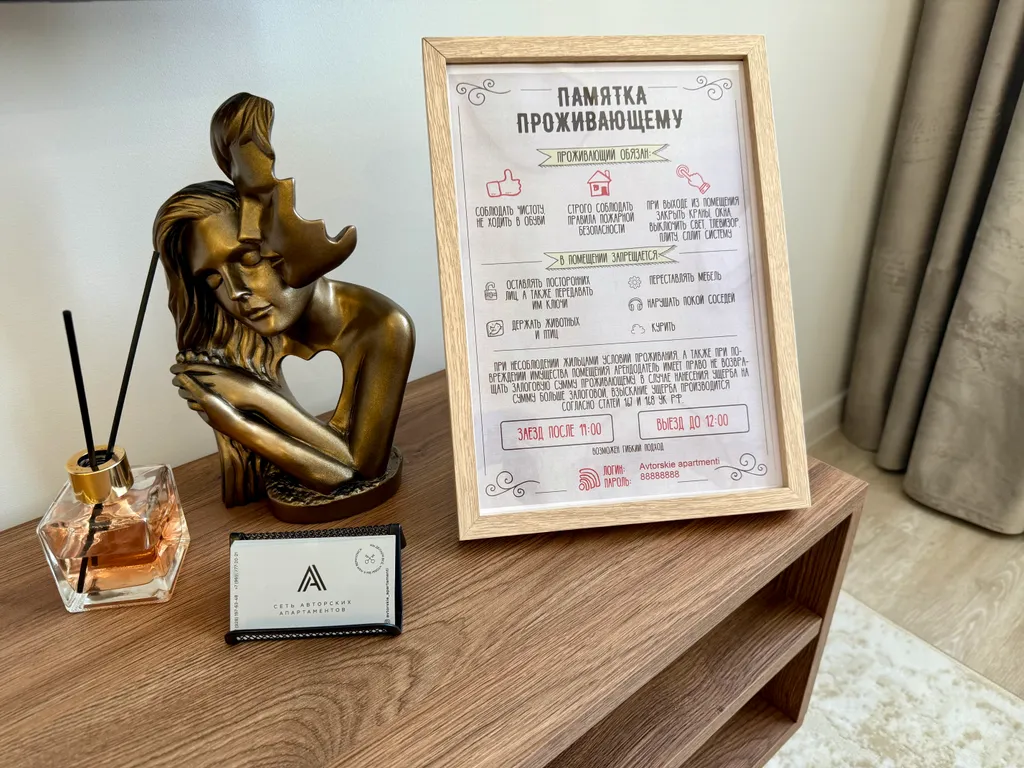 ПАМЯТКА
ПРОЖИВАЮЩЕМУ
ПРОЖИВАЮЩИЙ ОБЯЗАН:
СОБЛЮДАТЬ ЧИСТОТУ,
НЕ ХОДИТЬ В ОБУВИ
СТРОГО СОБЛЮДАТЬ
ПРАВИЛА ПОЖАРНОЙ
БЕЗОПАСНОСТИ
ПРИ ВЫХОДЕ ИЗ ПОМЕЩЕНИЯ
ЗАКРЫТЬ КРАНЫ, ОКНА,
ВЫКЛЮЧИТЬ СВЕТ, ТЛЕВИЗОР,
ПЛИТУ, СПЛИТ СИСТЕМУ
В ПОМЕЩЕНИИ ЗАПРЕЩАЕТСЯ:
ОСТАВЛЯТЬ ПОСТОРОННИХ
ЛИЦ, А ТАКЖЕ ПЕРЕДАВАТЬ
ИМ КЛЮЧИ
ДЕРЖАТЬ ЖИВОТНЫХ
И ПТИЦ
ПЕРЕСТАВЛЯТЬ МЕБЕЛЬ
НАРУШАТЬ ПОКОЙ СОСЕДЕЙ
КУРИТЬ
ПРИ НЕСОБЛЮДЕНИИ ЖИЛЬЦАМИ УСЛОВИЙ ПРОЖИВАНИЯ, А ТАКЖЕ ПРИ ПО-
ВРЕЖДЕНИИ ИМУЩЕСТВА ПОМЕЩЕНИЯ АРЕНДОДАТЕЛЬ ИМЕЕТ ПРАВО НЕ ВОЗВРА-
ЩАТЬ ЗАЛОГОВУЮ СУММУ ПРОЖИВАЮЩЕМУ. В СЛУЧАЕ НАНЕСЕНИЯ УЩЕРБА НА
СУММУ БОЛЬШЕ ЗАЛОГОВОЙ, ВЗЫСКАНИЕ УЩЕРБА ПРОИЗВОДИТСЯ
СОГЛАСНО СТАТЕЙ 167 И 168 УК РФ.
ЗАЕЗД ПОСЛЕ 14:00
ВЫЕЗД ДО 12:00
ВОЗМОЖЕН ГИБКИЙ ПОДХОД
ЛОГИН: Avtorskie apartmenti
ПАРОЛЬ: 88888888
СЕТЬ АВТОРСКИХ
АПАРТАМЕНТОВ
avtorskie_apartamenti